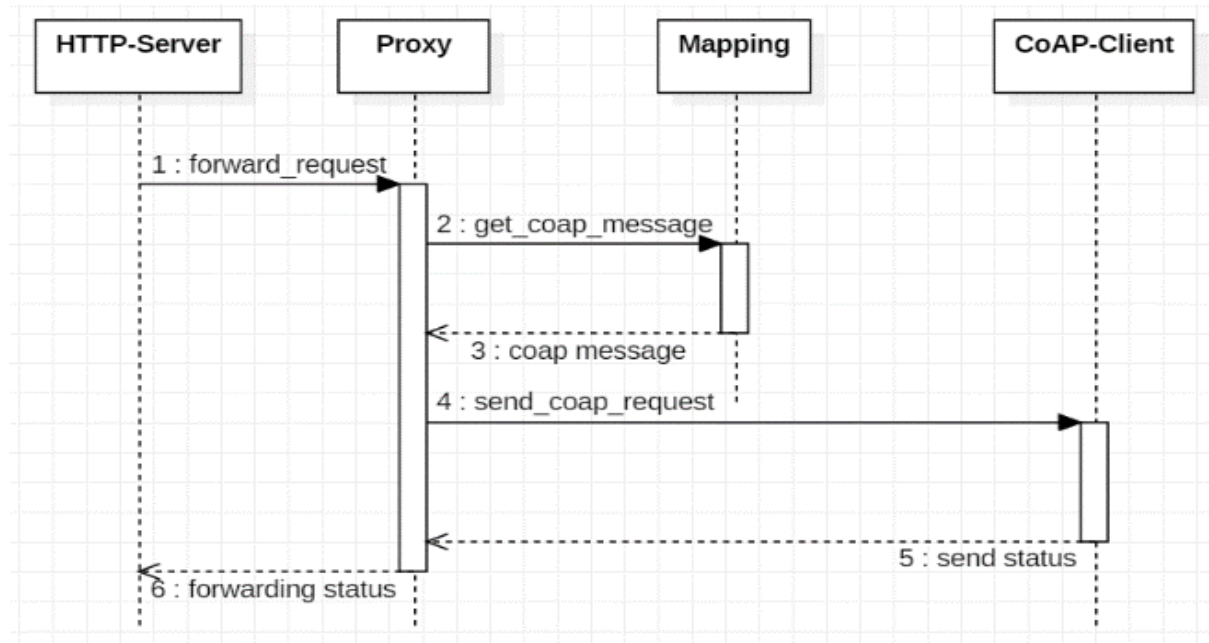 HTTP-Server
Proxy
Mapping
CoAP-Client
1 : forward_request
2 : get_coap_message
3 : coap message
4 : send_coap_request
5 : send status
6 : forwarding status